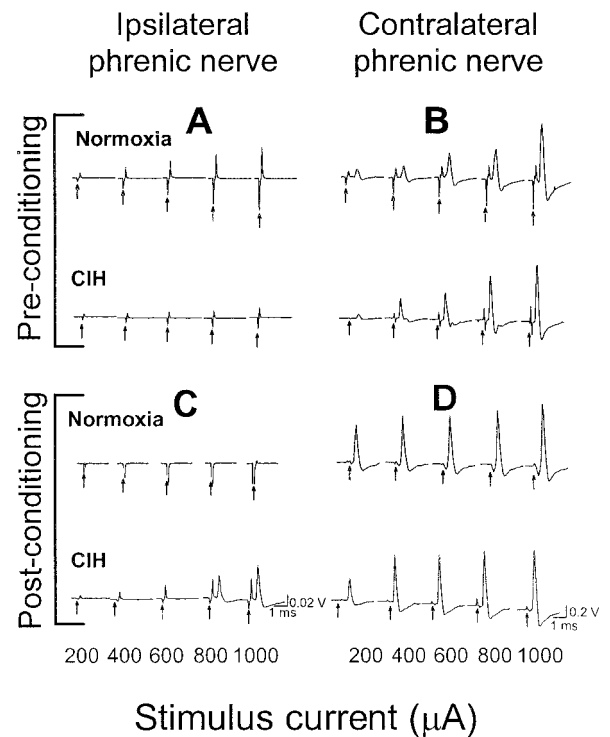 Ipsilateral
phrenic nerve
Contralateral
phrenic nerve
Pre-conditioning
A
B
Normoxia
CIH
Post-conditioning
C
D
Normoxia
CIH
0.02 V
1 ms
0.2 V
1 ms
200 400 600 800 1000
200 400 600 800 1000
Stimulus current (μA)